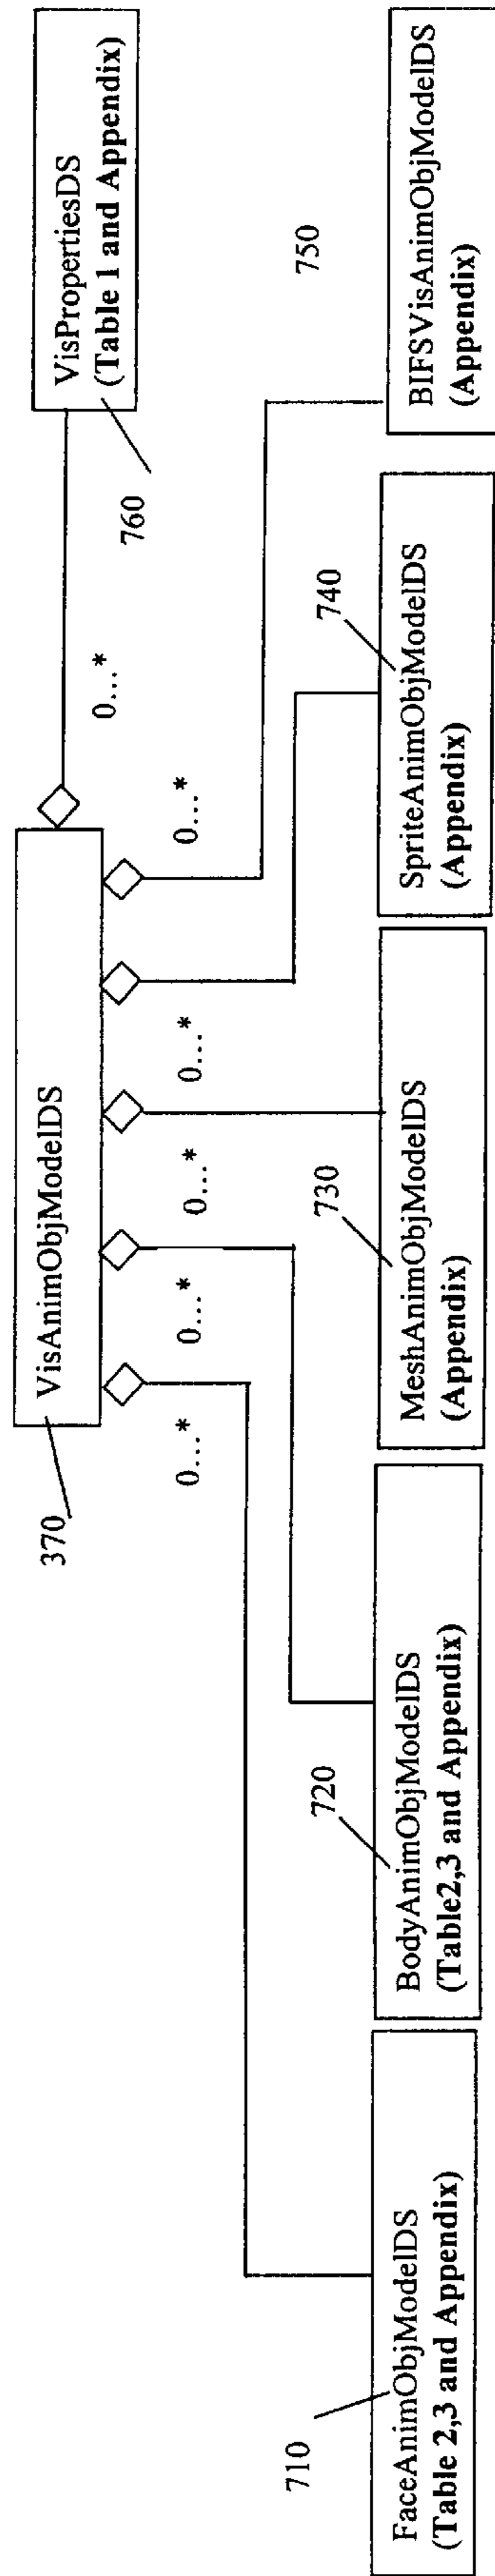 VisAnimObjModelDS
370
VisPropertiesDS
(Table 1 and Appendix)
760
0...*
0...*
0...*
0...*
0...*
0...*
710
FaceAnimObjModelDS
(Table 2,3 and Appendix)
720
BodyAnimObjModelDS
(Table2,3 and Appendix)
730
MeshAnimObjModelDS
(Appendix)
740
SpriteAnimObjModelDS
(Appendix)
750
BIFSVisAnimObjModelDS
(Appendix)